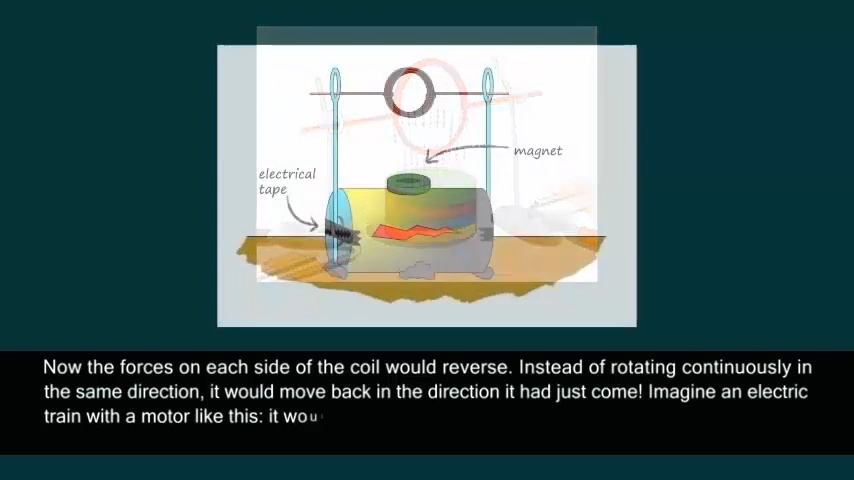 magnet
electrical
tape
Now the forces on each side of the coil would reverse. Instead of rotating continuously in
the same direction, it would move back in the direction it had just come! Imagine an electric
train with a motor like this: it wou